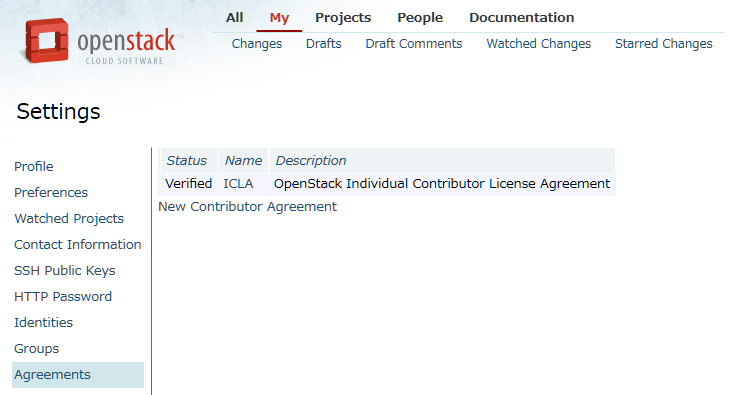 All My Projects People Documentation
openstack™
CLOUD SOFTWARE
Changes Drafts Draft Comments Watched Changes Starred Changes
Settings
Profile
Preferences
Watched Projects
Contact Information
SSH Public Keys
HTTP Password
Identities
Groups
Agreements
Status Name Description
Verified ICLA OpenStack Individual Contributor License Agreement
New Contributor Agreement